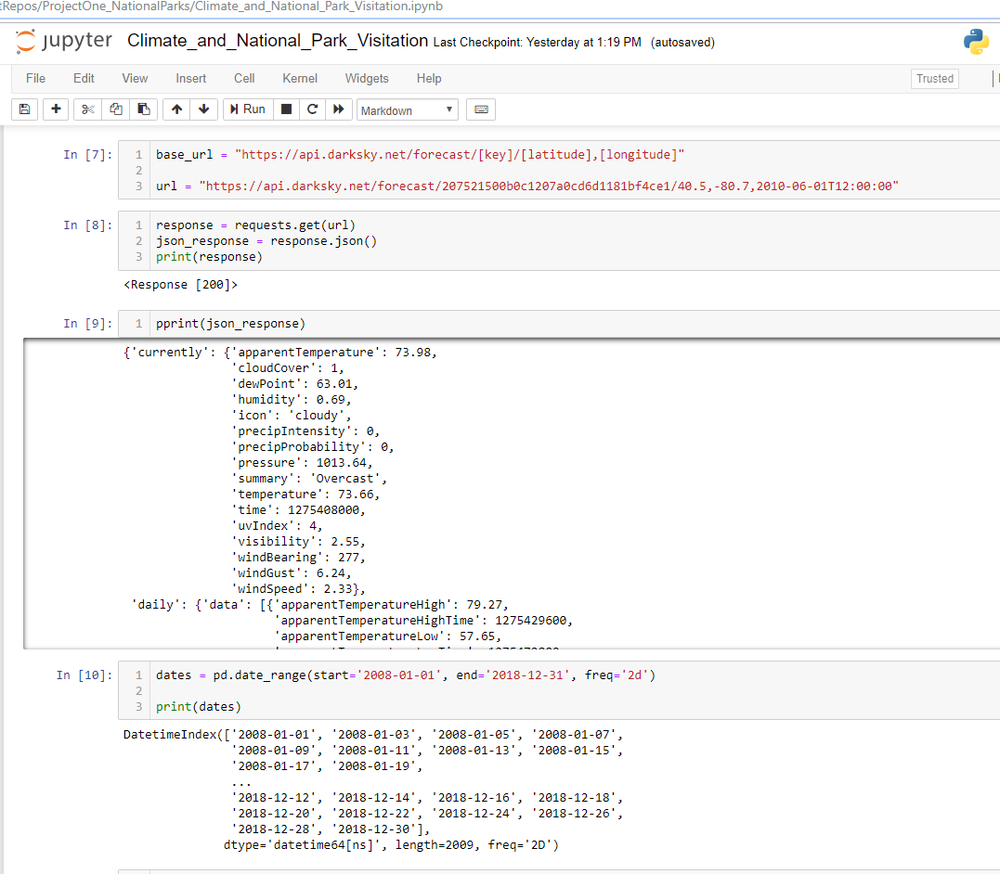 tRepos/ProjectOne_NationalParks/Climate_and_National_Park_Visitation.ipynb
jupyter Climate_and_National_Park_Visitation Last Checkpoint: Yesterday at 1:19 PM (autosaved)
File Edit View Insert Cell Kernel Widgets Help Trusted
Run Markdown
In [7]:
1 base_url = "https://api.darksky.net/forecast/[key]/[latitude],[longitude]"
2
3 url = "https://api.darksky.net/forecast/207521500b0c1207a0cd6d1181bf4ce1/40.5,-80.7,2010-06-01T12:00:00"
In [8]:
1 response = requests.get(url)
2 json_response = response.json()
3 print(response)
<Response [200]>
In [9]:
1 pprint(json_response)
{'currently': {'apparentTemperature': 73.98,
'cloudCover': 1,
'dewPoint': 63.01,
'humidity': 0.69,
'icon': 'cloudy',
'precipIntensity': 0,
'precipProbability': 0,
'pressure': 1013.64,
'summary': 'Overcast',
'temperature': 73.66,
'time': 1275408000,
'uvIndex': 4,
'visibility': 2.55,
'windBearing': 277,
'windGust': 6.24,
'windSpeed': 2.33},
'daily': {'data': [{'apparentTemperatureHigh': 79.27,
'apparentTemperatureHighTime': 1275429600,
'apparentTemperatureLow': 57.65,
In [10]:
1 dates = pd.date_range(start='2008-01-01', end='2018-12-31', freq='2d')
2
3 print(dates)
DatetimeIndex(['2008-01-01', '2008-01-03', '2008-01-05', '2008-01-07',
'2008-01-09', '2008-01-11', '2008-01-13', '2008-01-15',
'2008-01-17', '2008-01-19',
...
'2018-12-12', '2018-12-14', '2018-12-16', '2018-12-18',
'2018-12-20', '2018-12-22', '2018-12-24', '2018-12-26',
'2018-12-28', '2018-12-30'],
dtype='datetime64[ns]', length=2009, freq='2D')